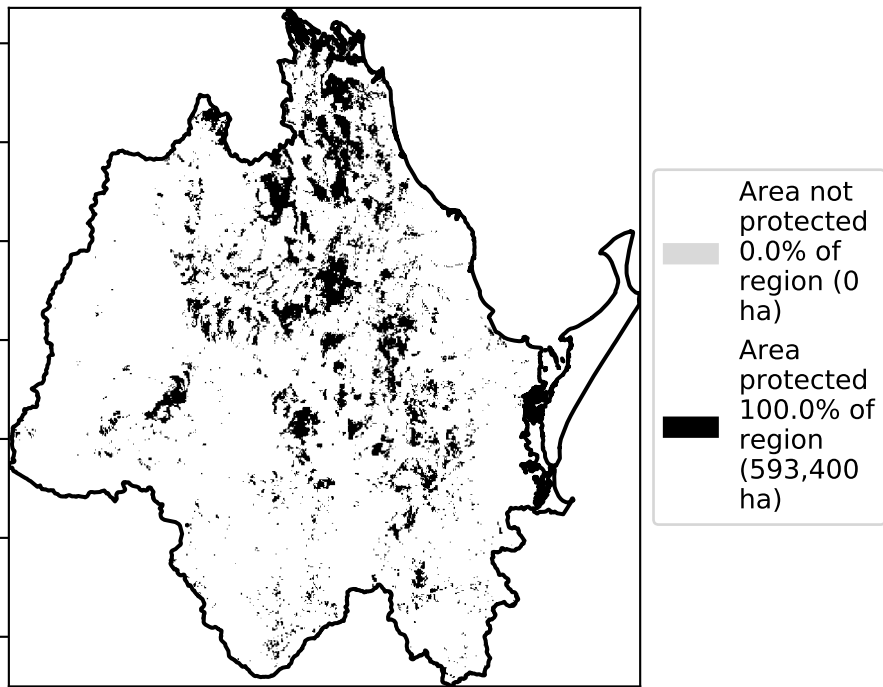 Area not
protected
0.0% of
region (0
ha)
Area
protected
100.0% of
region
(593,400
ha)